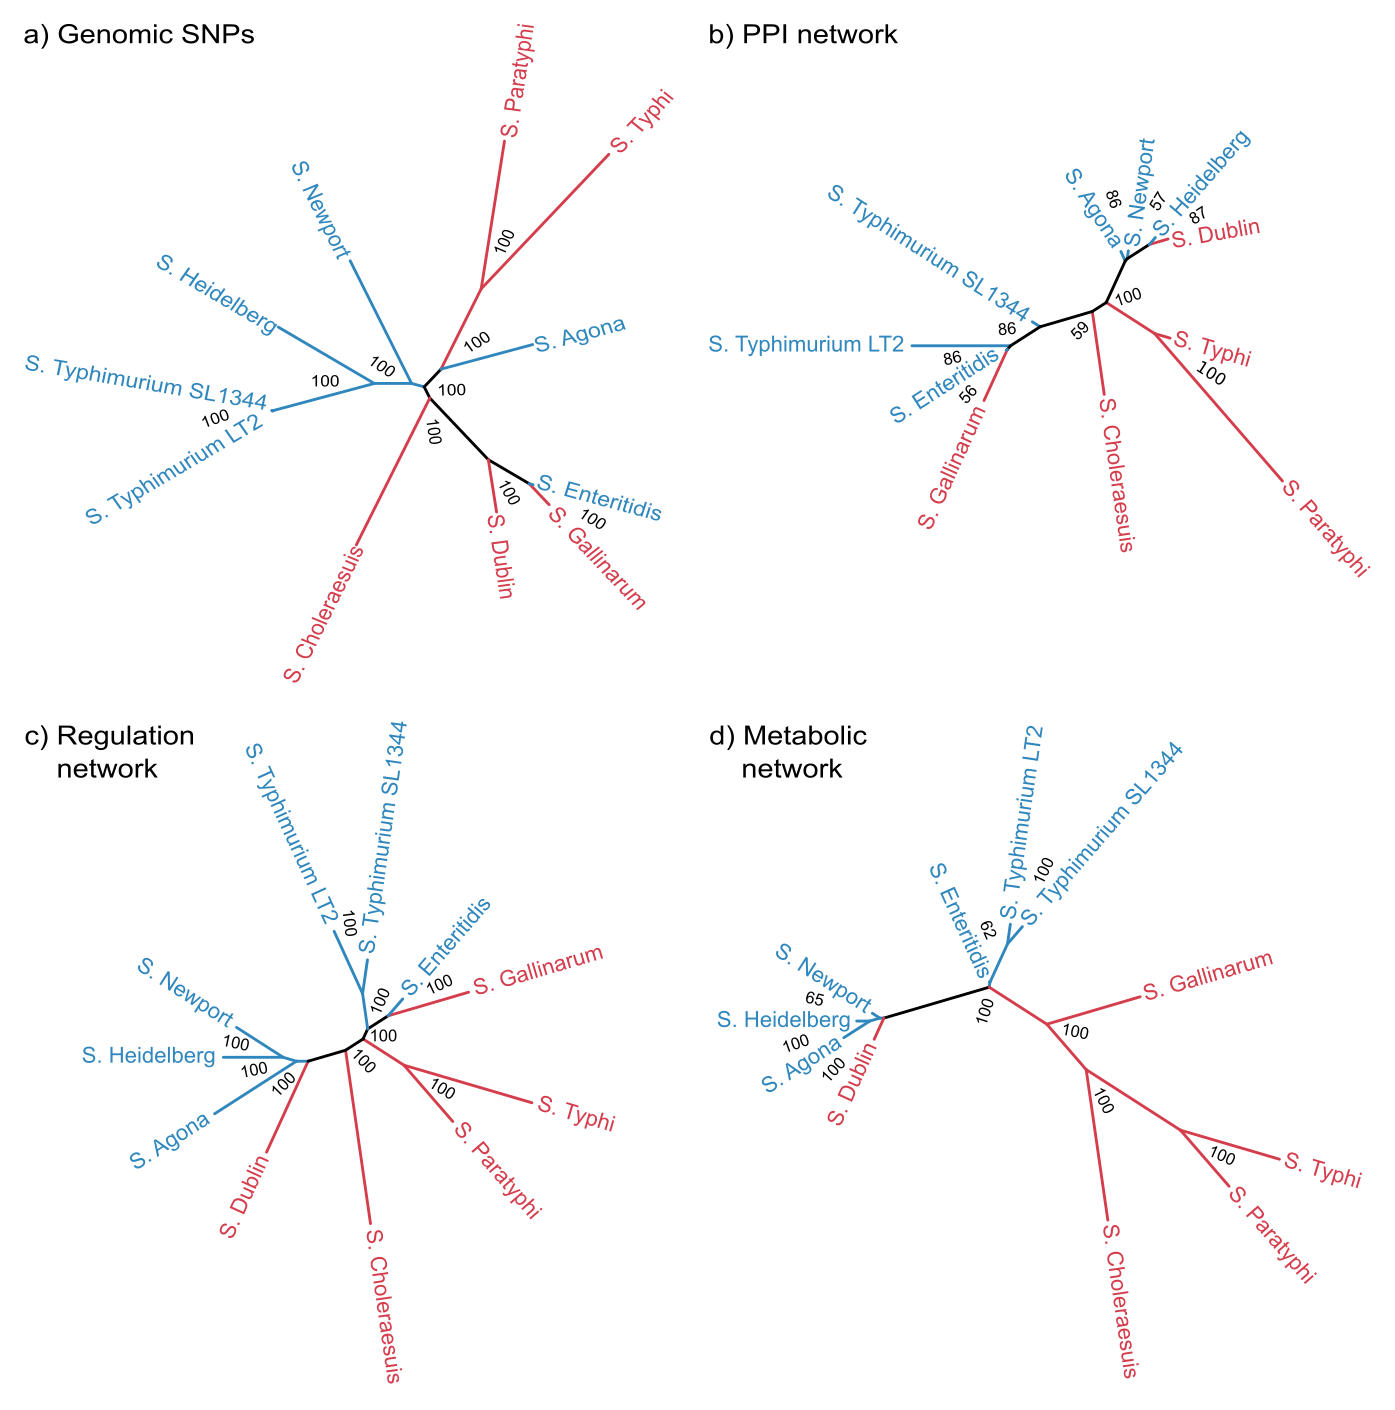 a) Genomic SNPs
S. Paratyphi
S. Typhi
100
S. Newport
S. Heidelberg
S. Agona
100
100
100
100
S. Typhimurium SL1344
100
S. Typhimurium LT2
100
S. Enteritidis
100
100
S. Gallinarum
S. Dublin
S. Choleraesuis
b) PPI network
S. Typhimurium SL1344
S. Agona
86
S. Newport
57
S. Heidelberg
87
S. Dublin
100
86
59
S. Typhimurium LT2
86
S. Enteritidis
56
S. Gallinarum
S. Typhi
100
S. Choleraesuis
S. Paratyphi
c) Regulation
network
S. Typhimurium LT2
S. Typhimurium SL1344
100
S. Enteritidis
100
S. Gallinarum
100
100
S. Newport
100
S. Heidelberg
100
100
100
S. Agona
100
S. Typhi
S. Paratyphi
S. Dublin
S. Choleraesuis
d) Metabolic
network
S. Typhimurium LT2
S. Typhimurium SL1344
100
S. Enteritidis
62
S. Newport
65
S. Heidelberg
100
S. Agona
100
S. Dublin
100
S. Gallinarum
100
100
100
S. Typhi
S. Paratyphi
S. Choleraesuis